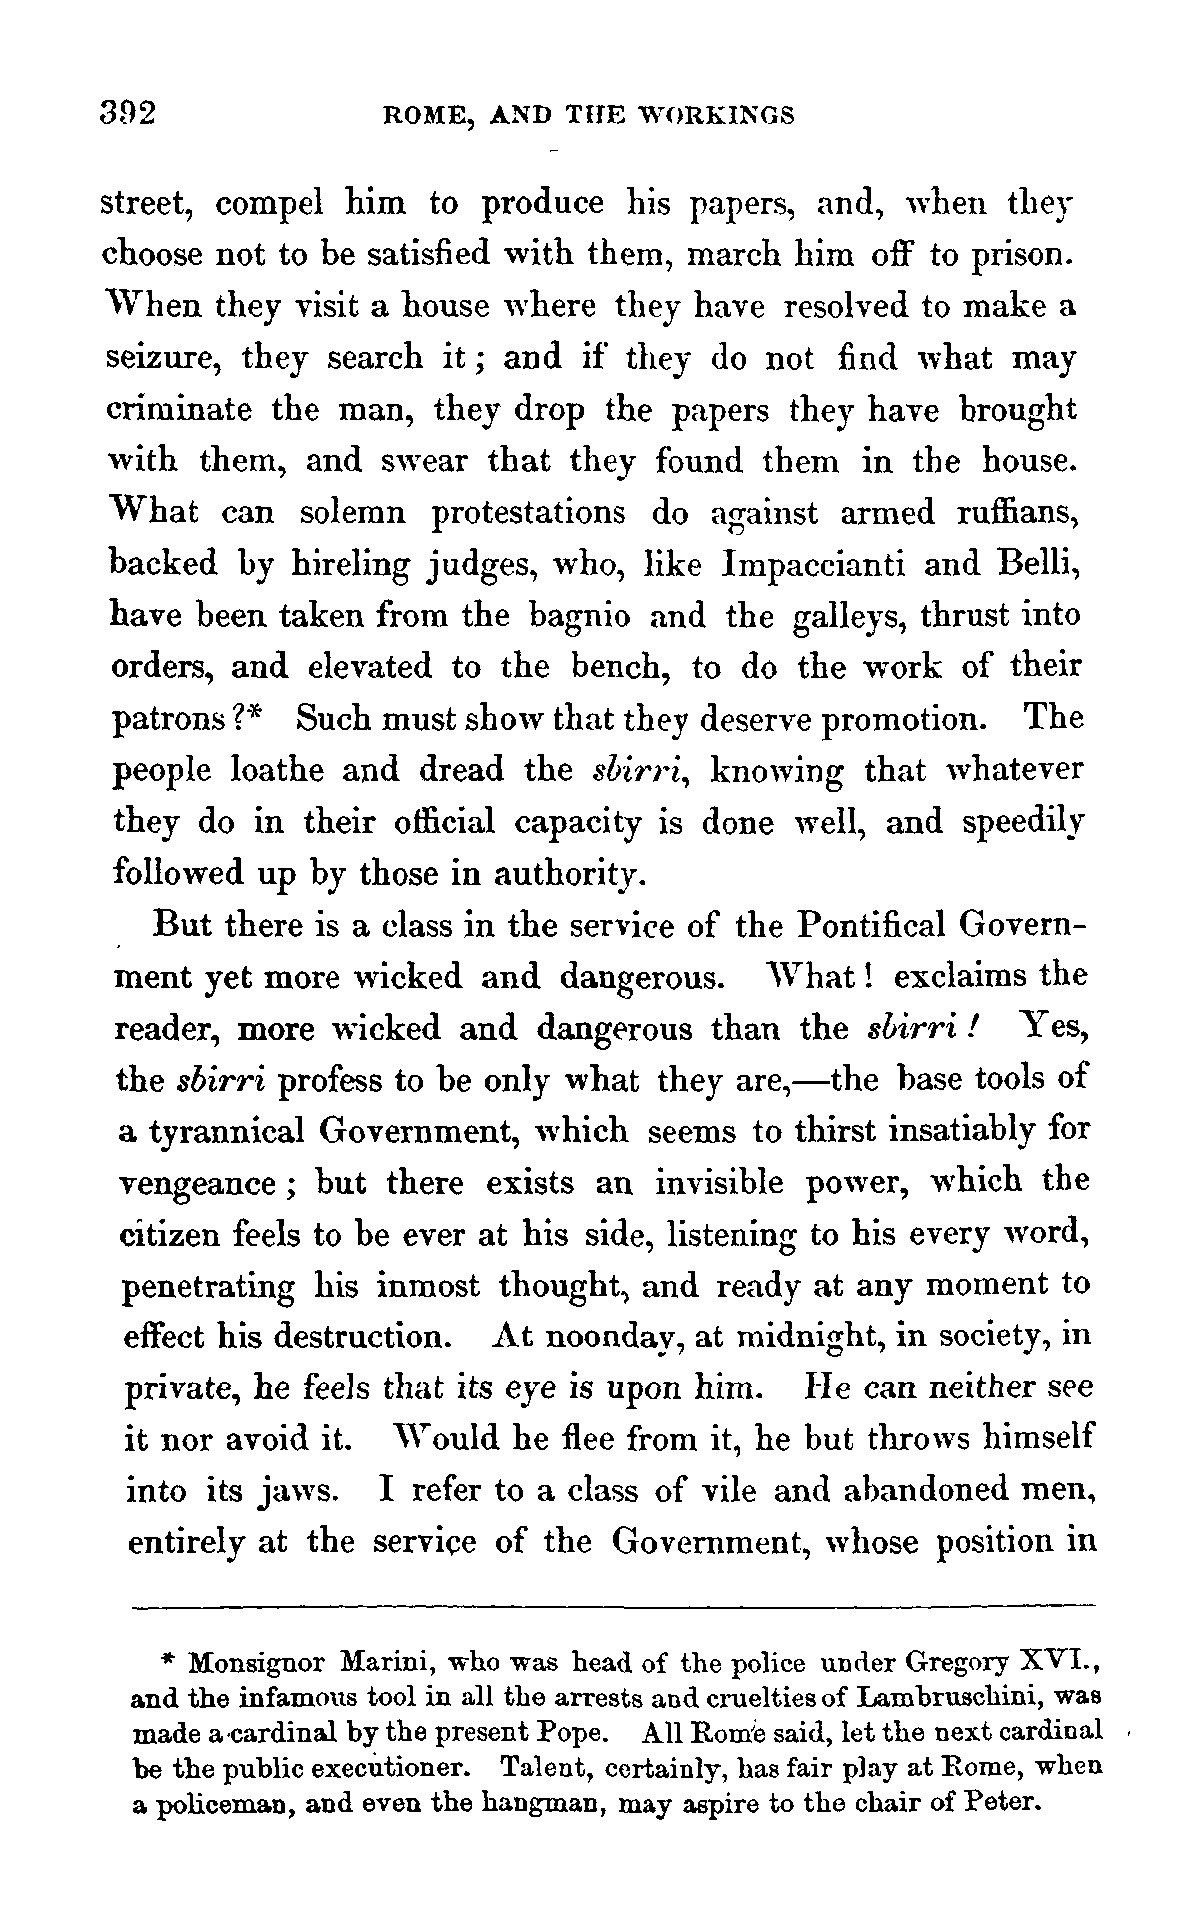 392 ROME, AND THE WORKINGS
street, compel him to produce his papers, and, when they
choose not to be satisfied with them, march him off to prison.
When they visit a house where they have resolved to make a
seizure, they search it ; and if they do not find what may
criminate the man, they drop the papers they have brought
with them, and swear that they found them in the house.
What can solemn protestations do against armed ruffians,
backed by hireling judges, who, like Impaccianti and Belli,
have been taken from the bagnio and the galleys, thrust into
orders, and elevated to the bench, to do the work of their
patrons ?* Such must show that they deserve promotion. The
people loathe and dread the sbirri, knowing that whatever
they do in their official capacity is done well, and speedily
followed up by those in authority.
But there is a class in the service of the Pontifical Govern-
ment yet more wicked and dangerous. What ! exclaims the
reader, more wicked and dangerous than the sbirri ! Yes,
the sbirri profess to be only what they are,—the base tools of
a tyrannical Government, which seems to thirst insatiably for
vengeance ; but there exists an invisible power, which the
citizen feels to be ever at his side, listening to his every word,
penetrating his inmost thought, and ready at any moment to
effect his destruction. At noonday, at midnight, in society, in
private, he feels that its eye is upon him. He can neither see
it nor avoid it. Would he flee from it, he but throws himself
into its jaws. I refer to a class of vile and abandoned men,
entirely at the service of the Government, whose position in
* Monsignor Marini, who was head of the police under Gregory XVI.,
and the infamous tool in all the arrests and cruelties of Lambruschini, was
made a cardinal by the present Pope. All Rome said, let the next cardinal
be the public executioner. Talent, certainly, has fair play at Rome, when
a policeman, and even the hangman, may aspire to the chair of Peter.